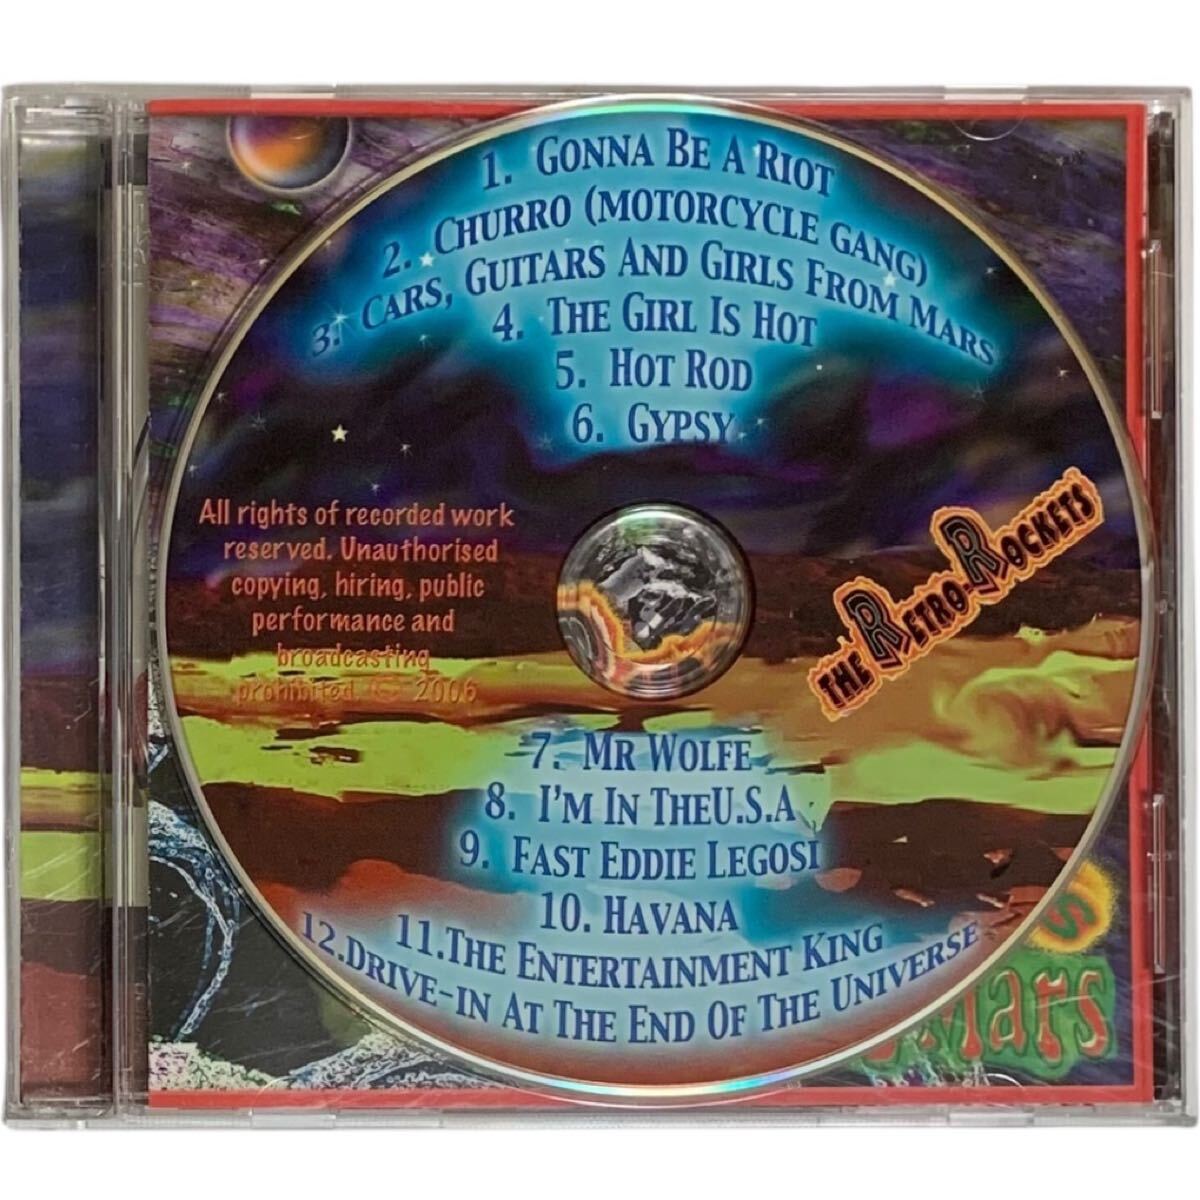 1. GONNA BE A RIOT
2. CHURRO (MOTORCYCLE GANG)
3. CARS, GUITARS AND GIRLS FROM MARS
4. THE GIRL IS HOT
5. HOT ROD
6. GYPSY
All rights of recorded work
reserved. Unauthorised
copying, hiring, public
performance and
broadcasting
prohibited © 2006
THE RETRO-ROCKETS
7. MR WOLFE
8. I'M IN THEU.S.A
9. FAST EDDIE LEGOSI
10. HAVANA
11.THE ENTERTAINMENT KING
12.DRIVE-IN AT THE END OF THE UNIVERSE
Mars